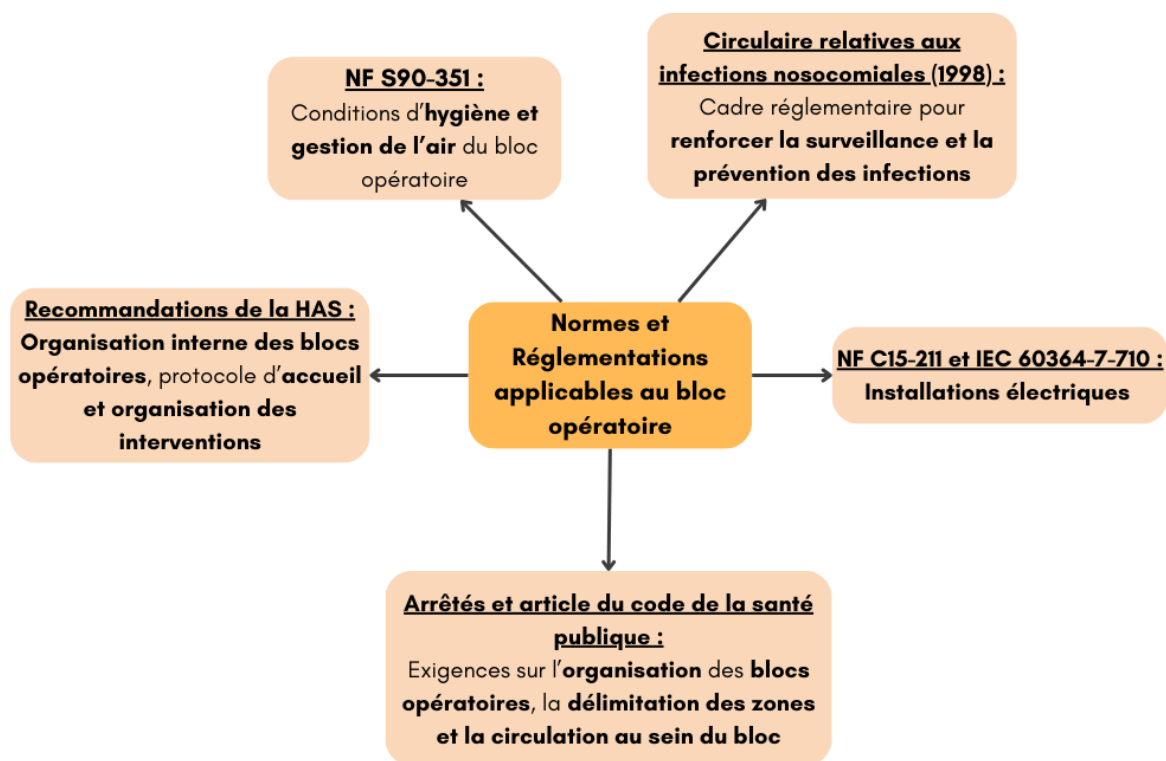 NF S90-351 :
Conditions d'hygiène et
gestion de l'air du bloc
opératoire
Circulaire relatives aux
infections nosocomiales (1998) :
Cadre réglementaire pour
renforcer la surveillance et la
prévention des infections
Recommandations de la HAS :
Organisation interne des blocs
opératoires, protocole d'accueil
et organisation des
interventions
Normes et
Réglementations
applicables au bloc
opératoire
NF C15-211 et IEC 60364-7-710 :
Installations électriques
Arrêtés et article du code de la santé
publique :
Exigences sur l'organisation des blocs
opératoires, la délimitation des zones
et la circulation au sein du bloc